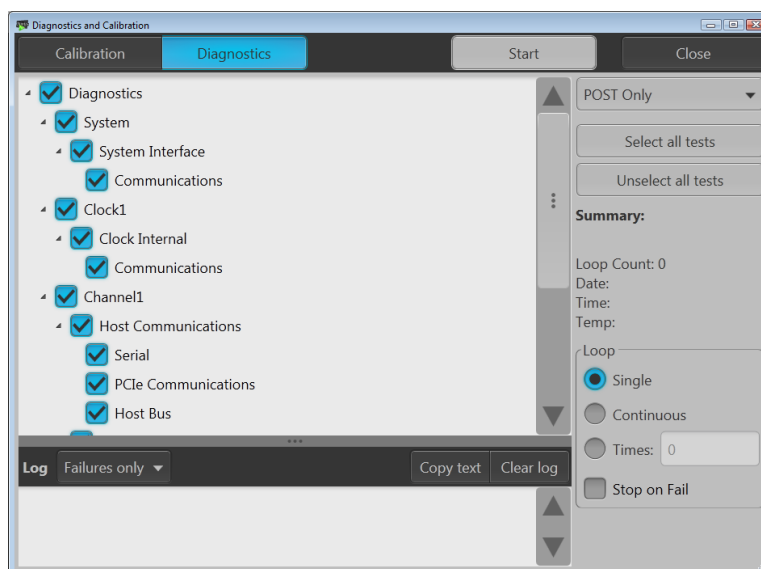 Diagnostics and Calibration
Calibration
Diagnostics
Start
Close
Diagnostics
System
System Interface
Communications
Clock1
Clock Internal
Communications
Channel1
Host Communications
Serial
PCIe Communications
Host Bus
POST Only
Select all tests
Unselect all tests
Summary:
Loop Count: 0
Date:
Time:
Temp:
Loop
Single
Continuous
Times: 0
Stop on Fail
Log Failures only
Copy text
Clear log